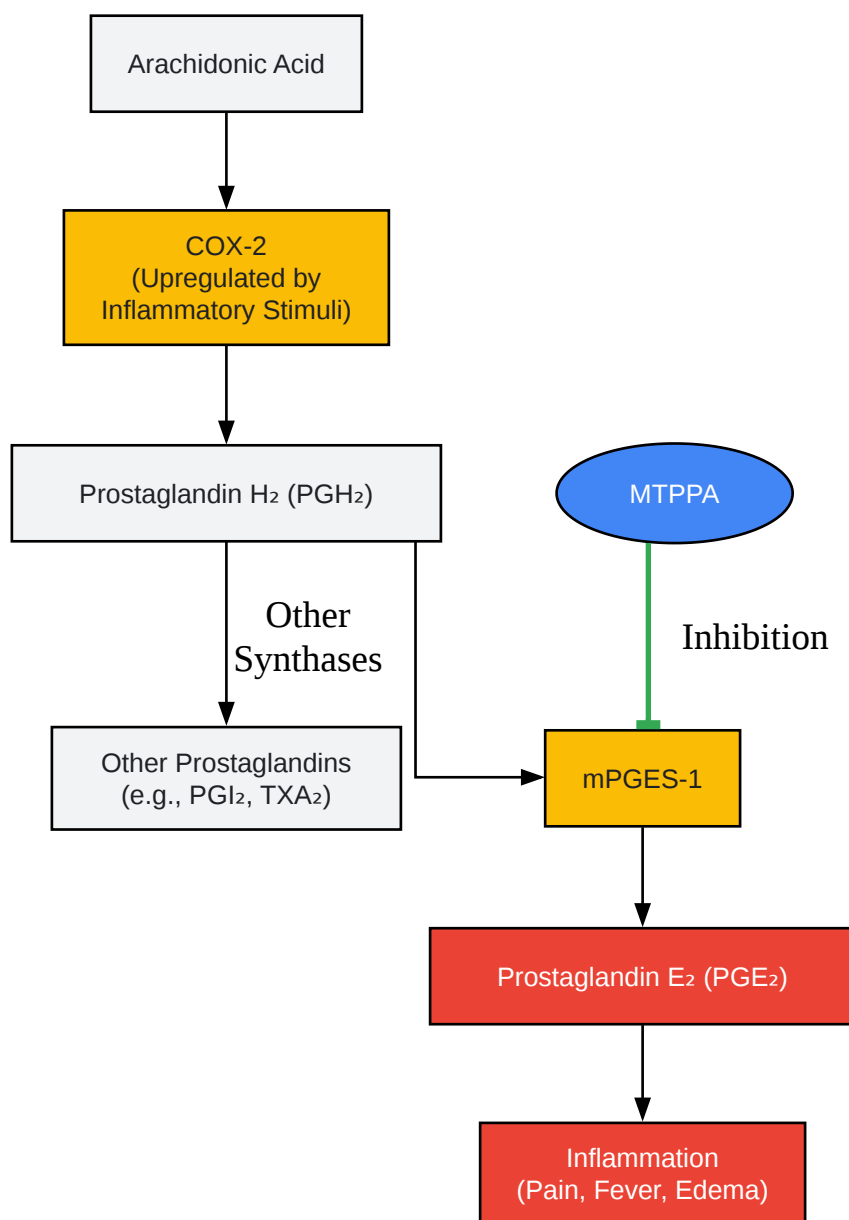 Arachidonic Acid
COX-2
(Upregulated by
Inflammatory Stimuli)
Prostaglandin H₂ (PGH₂)
MTPPA
Other
Synthases
Inhibition
Other Prostaglandins
(e.g., PGI₂, TXA₂)
mPGES-1
Prostaglandin E₂ (PGE₂)
Inflammation
(Pain, Fever, Edema)